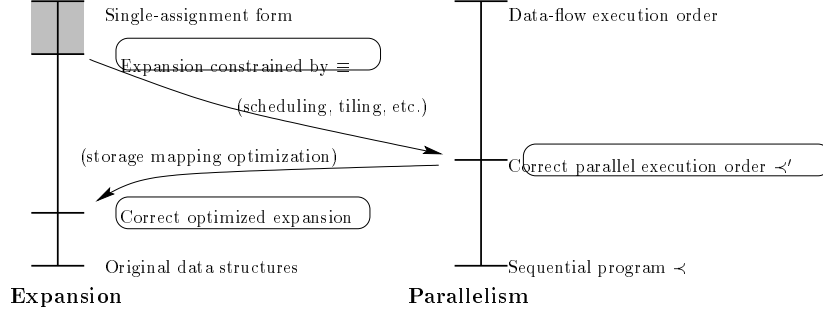 Single-assignment form
Data-flow execution order
Expansion constrained by ≡
(scheduling, tiling, etc.)
(storage mapping optimization)
Correct parallel execution order ≺′
Correct optimized expansion
Original data structures
Sequential program ≺
Expansion
Parallelism